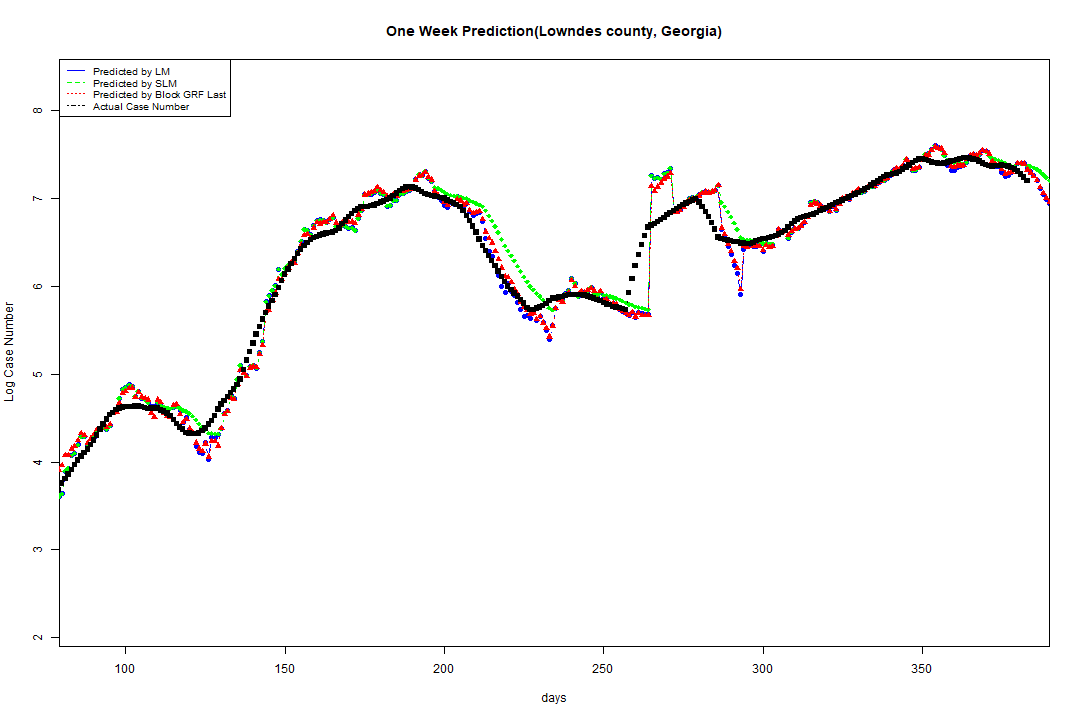 One Week Prediction(Lowndes county, Georgia)
Predicted by LM
Predicted by SLM
Predicted by Block GRF Last
Actual Case Number
Log Case Number
8
7
6
5
4
3
2
100 150 200 250 300 350
days